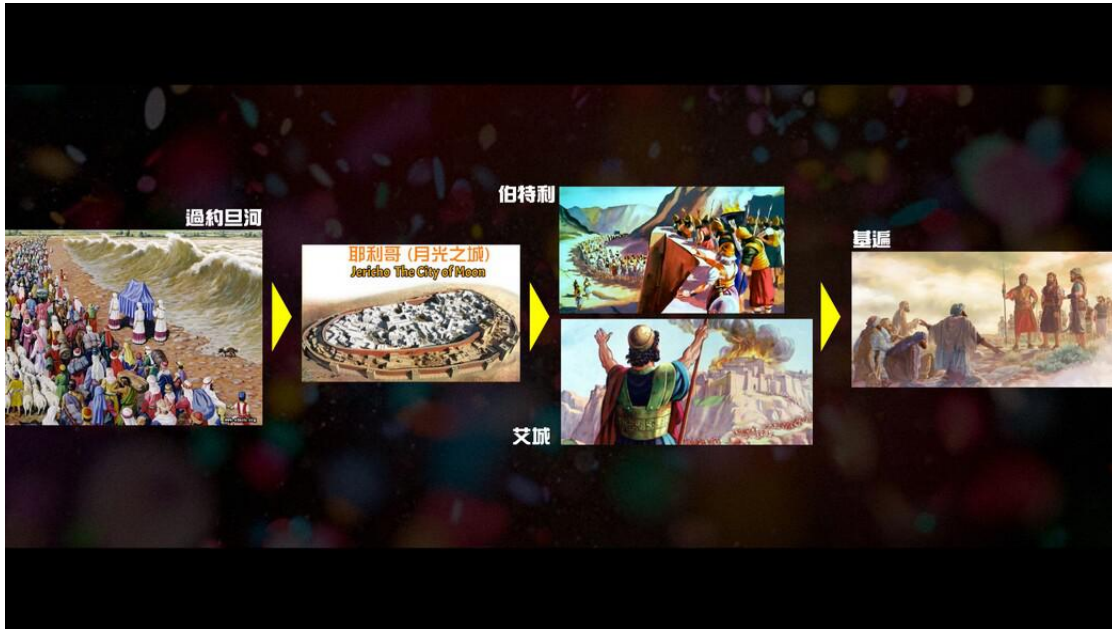 過約旦河
耶利哥 (月光之城)
Jericho The City of Moon
伯特利
艾城
基遍